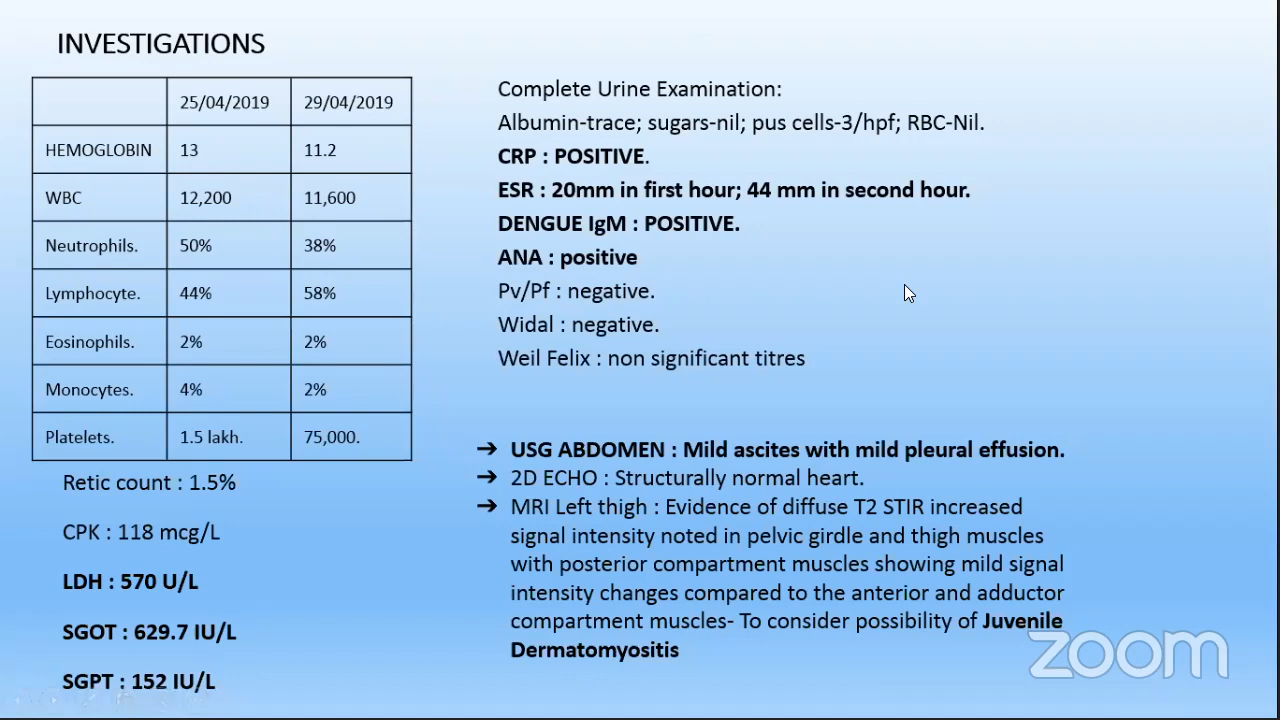 INVESTIGATIONS
25/04/2019 29/04/2019
HEMOGLOBIN 13 11.2
WBC 12,200 11,600
Neutrophils. 50% 38%
Lymphocyte. 44% 58%
Eosinophils. 2% 2%
Monocytes. 4% 2%
Platelets. 1.5 lakh. 75,000.
Retic count : 1.5%
CPK : 118 mcg/L
LDH : 570 U/L
SGOT : 629.7 IU/L
SGPT : 152 IU/L
Complete Urine Examination:
Albumin-trace; sugars-nil; pus cells-3/hpf; RBC-Nil.
CRP : POSITIVE.
ESR : 20mm in first hour; 44 mm in second hour.
DENGUE IgM : POSITIVE.
ANA : positive
Pv/Pf : negative.
Widal : negative.
Weil Felix : non significant titres
➔ USG ABDOMEN : Mild ascites with mild pleural effusion.
➔ 2D ECHO : Structurally normal heart.
➔ MRI Left thigh : Evidence of diffuse T2 STIR increased
signal intensity noted in pelvic girdle and thigh muscles
with posterior compartment muscles showing mild signal
intensity changes compared to the anterior and adductor
compartment muscles- To consider possibility of Juvenile
Dermatomyositis
zoom